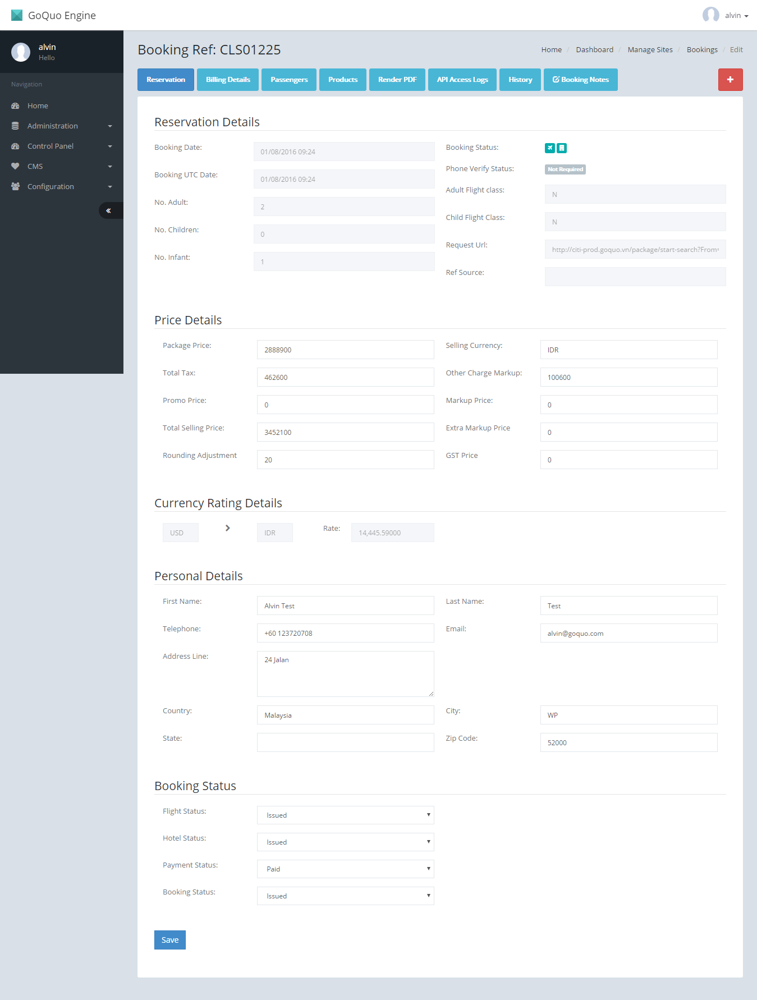 GoQuo Engine
alvin
alvin
Hello
Navigation
Home
Administration
Control Panel
CMS
Configuration
Booking Ref: CLS01225
Home / Dashboard / Manage Sites / Bookings / Edit
Reservation Billing Details Passengers Products Render PDF API Access Logs History Booking Notes
Reservation Details
Booking Date: 01/08/2016 09:24
Booking UTC Date: 01/08/2016 09:24
No. Adult: 2
No. Children: 0
No. Infant: 1
Booking Status:
Phone Verify Status: Not Required
Adult Flight class: N
Child Flight Class: N
Request Url: http://citi-prod.goquo.vn/package/start-search?From=
Ref Source:
Price Details
Package Price: 2888900 Selling Currency: IDR
Total Tax: 462600 Other Charge Markup: 100600
Promo Price: 0 Markup Price: 0
Total Selling Price: 3452100 Extra Markup Price 0
Rounding Adjustment 20 GST Price 0
Currency Rating Details
USD IDR Rate: 14,445.59000
Personal Details
First Name: Alvin Test Last Name: Test
Telephone: +60 123720708 Email: alvin@goquo.com
Address Line: 24 Jalan
Country: Malaysia City: WP
State: Zip Code: 52000
Booking Status
Flight Status: Issued
Hotel Status: Issued
Payment Status: Paid
Booking Status: Issued
Save